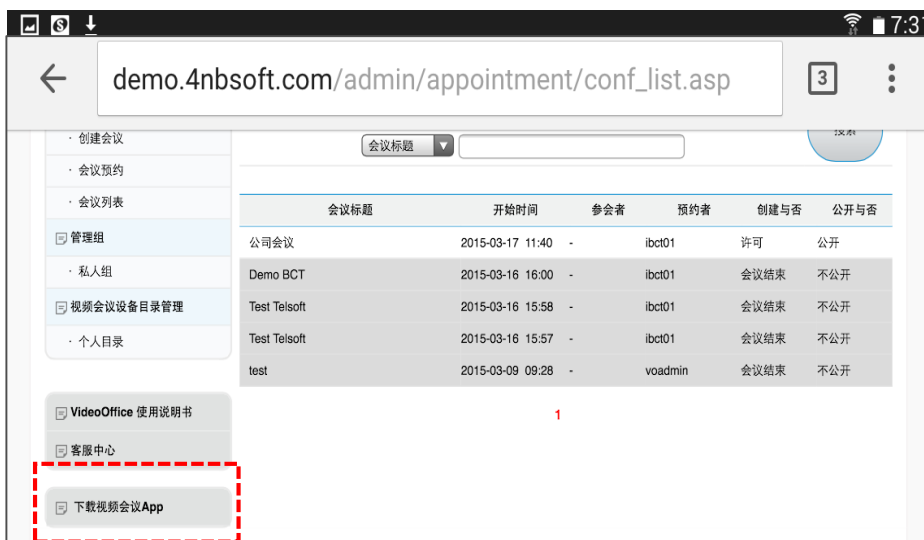 7:31
demo.4nbsoft.com/admin/appointment/conf_list.asp
3
· 创建会议
会议标题
搜索
· 会议预约
· 会议列表
会议标题 开始时间 参会者 预约者 创建与否 公开与否
管理组
公司会议 2015-03-17 11:40 - ibct01 许可 公开
· 私人组
Demo BCT 2015-03-16 16:00 - ibct01 会议结束 不公开
视频会议设备目录管理
Test Telsoft 2015-03-16 15:58 - ibct01 会议结束 不公开
· 个人目录
Test Telsoft 2015-03-16 15:57 - ibct01 会议结束 不公开
test 2015-03-09 09:28 - voadmin 会议结束 不公开
VideoOffice 使用说明书
1
客服中心
下载视频会议App